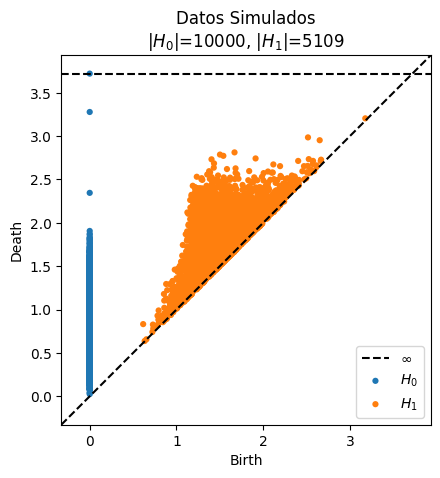 Datos Simulados
|H₀|=10000, |H₁|=5109
Death
3.5
3.0
2.5
2.0
1.5
1.0
0.5
0.0
0
1
2
3
Birth
∞
H₀
H₁